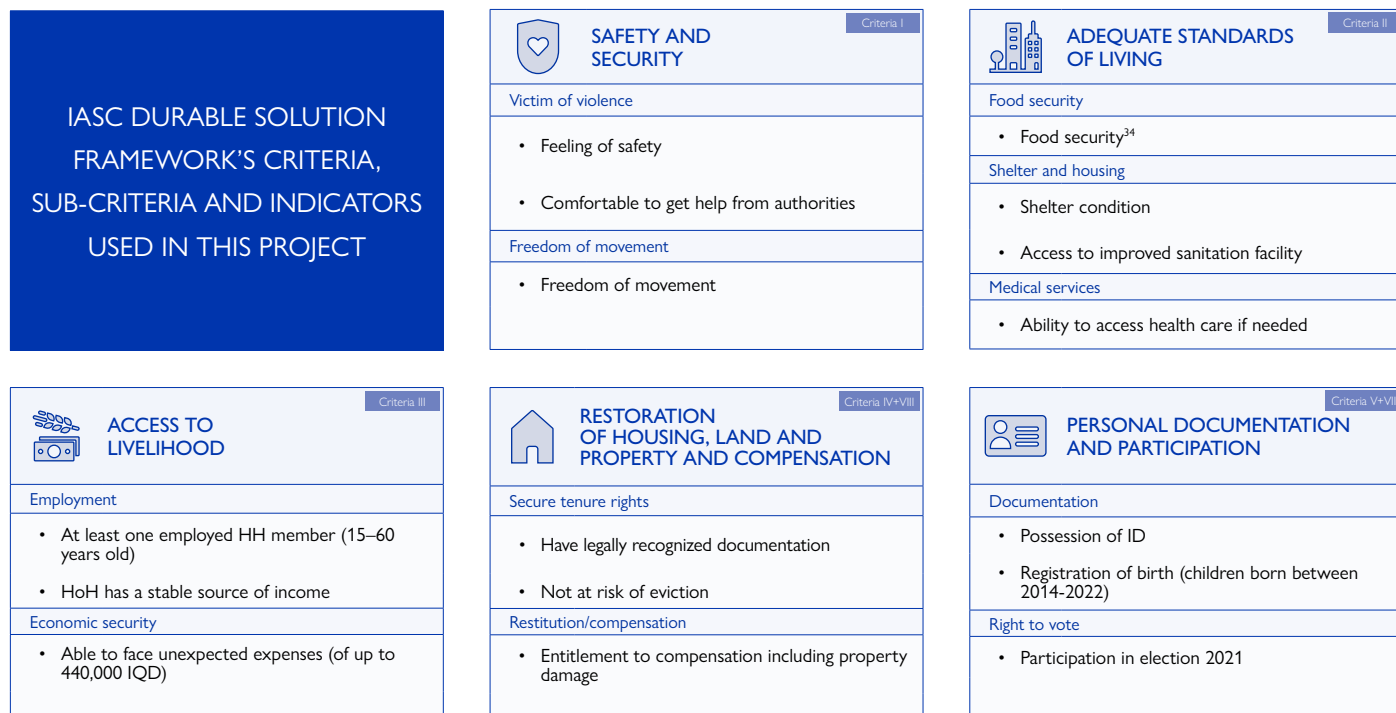 IASC DURABLE SOLUTION
FRAMEWORK’S CRITERIA,
SUB-CRITERIA AND INDICATORS
USED IN THIS PROJECT
Criteria I
SAFETY AND
SECURITY
Victim of violence
• Feeling of safety
• Comfortable to get help from authorities
Freedom of movement
• Freedom of movement
Criteria II
ADEQUATE STANDARDS
OF LIVING
Food security
• Food security³⁴
Shelter and housing
• Shelter condition
• Access to improved sanitation facility
Medical services
• Ability to access health care if needed
Criteria III
ACCESS TO
LIVELIHOOD
Employment
• At least one employed HH member (15–60
years old)
• HoH has a stable source of income
Economic security
• Able to face unexpected expenses (of up to
440,000 IQD)
Criteria IV+VIII
RESTORATION
OF HOUSING, LAND AND
PROPERTY AND COMPENSATION
Secure tenure rights
• Have legally recognized documentation
• Not at risk of eviction
Restitution/compensation
• Entitlement to compensation including property
damage
Criteria V+VII
PERSONAL DOCUMENTATION
AND PARTICIPATION
Documentation
• Possession of ID
• Registration of birth (children born between
2014-2022)
Right to vote
• Participation in election 2021